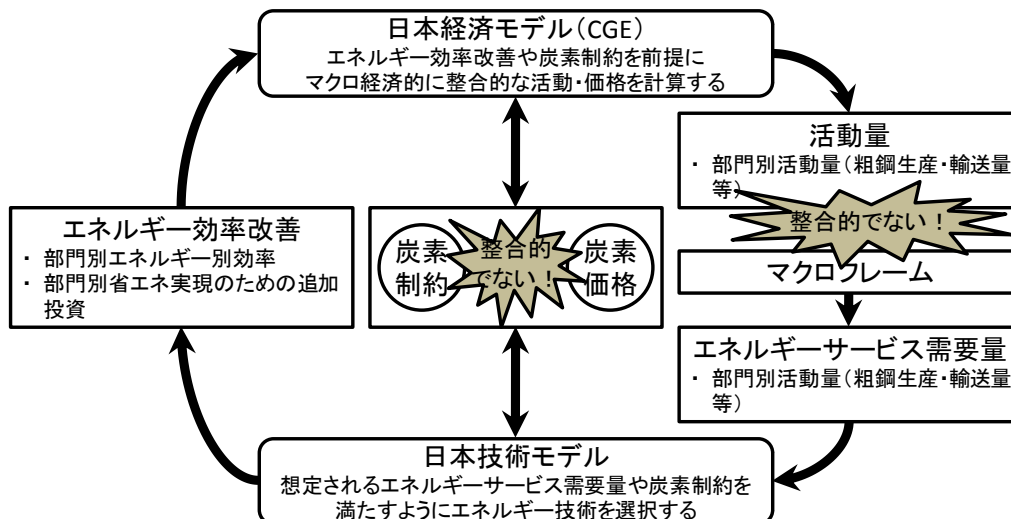 日本経済モデル(CGE)
エネルギー効率改善や炭素制約を前提に
マクロ経済的に整合的な活動・価格を計算する
活動量
・ 部門別活動量(粗鋼生産・輸送量
等)
整合的でない!
マクロフレーム
エネルギー効率改善
・ 部門別エネルギー別効率
・ 部門別省エネ実現のための追加
投資
炭素
制約
整合的
でない!
炭素
価格
エネルギーサービス需要量
・ 部門別活動量(粗鋼生産・輸送量
等)
日本技術モデル
想定されるエネルギーサービス需要量や炭素制約を
満たすようにエネルギー技術を選択する